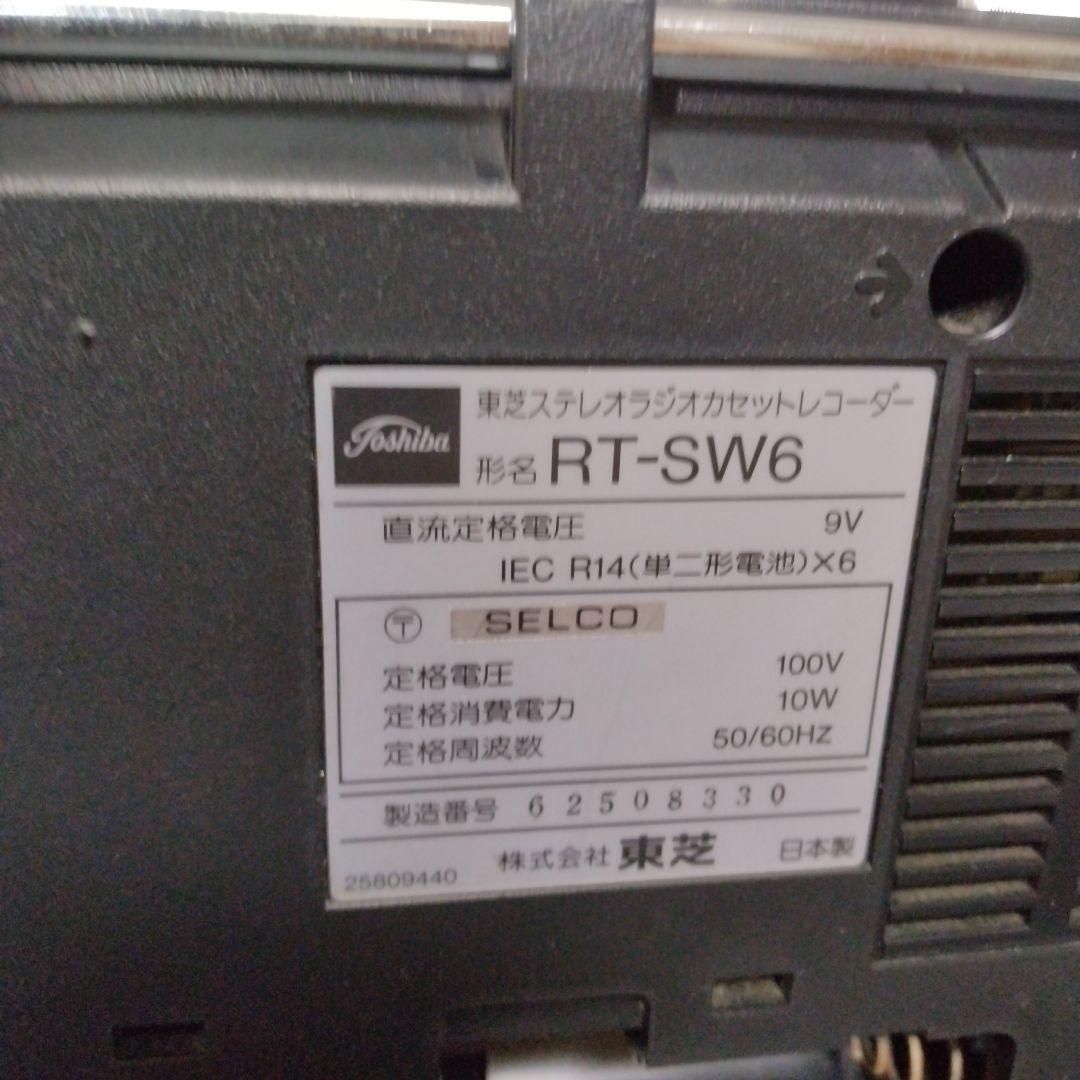 Toshiba
東芝ステレオラジオカセットレコーダー
形名 RT-SW6
直流定格電圧 9V
IEC R14(単二形電池)×6
〒 SELCO
定格電圧 100V
定格消費電力 10W
定格周波数 50/60HZ
製造番号 62508330
株式会社 東芝 日本製
25809440